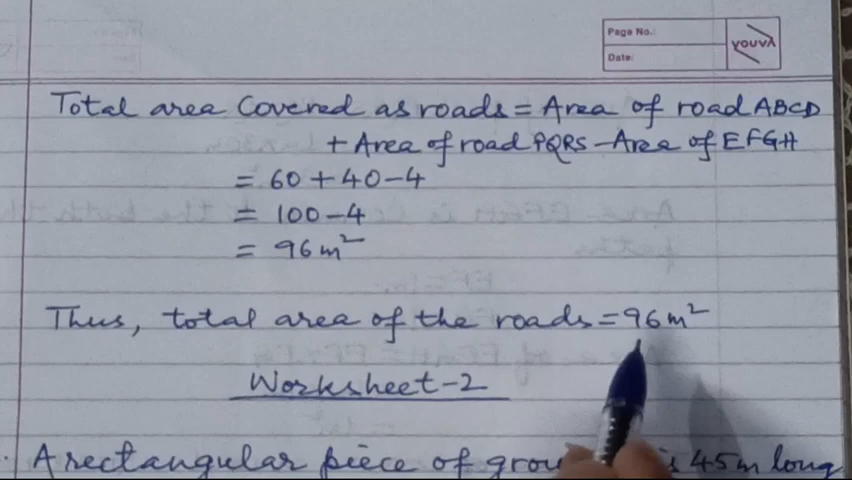 Page No.:
YOUVA
Date:
Total area Covered as roads = Area of road ABCD
+ Area of road PQRS - Area of EFGH
= 60 + 40 - 4
= 100 - 4
= 96 m²
Thus, total area of the roads = 96 m²
Worksheet-2
A rectangular piece of 45m long